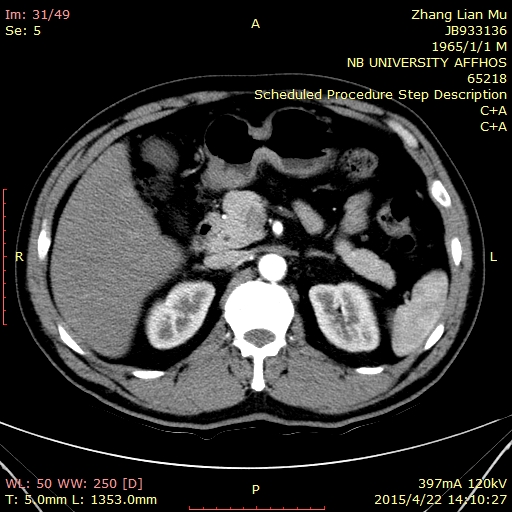 Im: 31/49
Se: 5
A
Zhang Lian Mu
JB933136
1965/1/1 M
NB UNIVERSITY AFFHOS
65218
Scheduled Procedure Step Description
C+A
C+A
R
L
WL: 50 WW: 250 [D]
T: 5.0mm L: 1353.0mm
P
397mA 120kV
2015/4/22 14:10:27